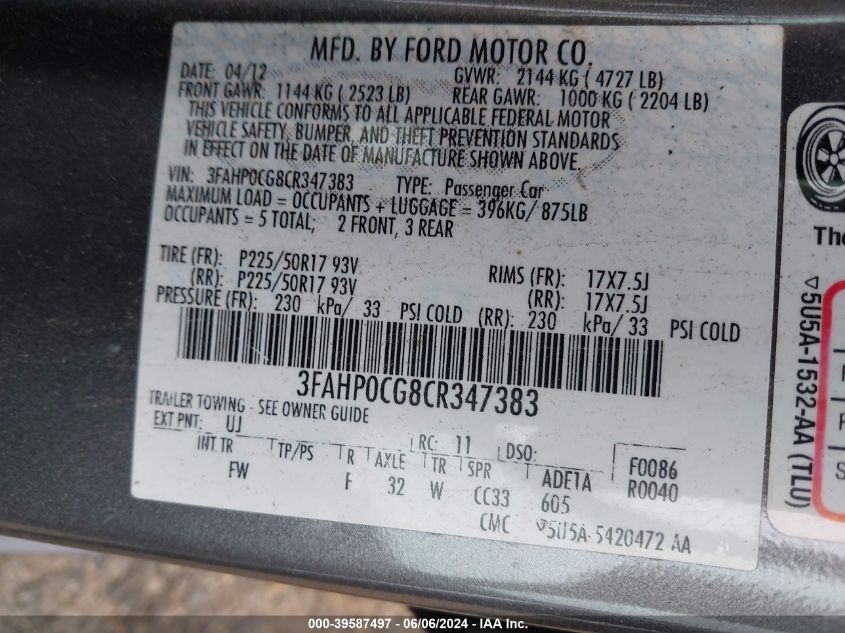 MFD. BY FORD MOTOR CO.
DATE: 04/12 GVWR: 2144 KG ( 4727 LB)
FRONT GAWR: 1144 KG ( 2523 LB) REAR GAWR: 1000 KG ( 2204 LB)
THIS VEHICLE CONFORMS TO ALL APPLICABLE FEDERAL MOTOR
VEHICLE SAFETY, BUMPER, AND THEFT PREVENTION STANDARDS
IN EFFECT ON THE DATE OF MANUFACTURE SHOWN ABOVE.
VIN: 3FAHP0CG8CR347383 TYPE: Passenger Car
MAXIMUM LOAD = OCCUPANTS + LUGGAGE = 396KG/ 875LB
OCCUPANTS = 5 TOTAL, 2 FRONT, 3 REAR
TIRE (FR): P225/50R17 93V RIMS (FR): 17X7.5J
(RR): P225/50R17 93V (RR): 17X7.5J
PRESSURE (FR): 230 kPa/ 33 PSI COLD (RR): 230 kPa/ 33 PSI COLD
3FAHP0CG8CR347383
TRAILER TOWING - SEE OWNER GUIDE
EXT PNT: UJ RC: 11 DSO:
INT TR TP/PS R AXLE TR SPR ADE1A F0086
FW F 32 W CC33 605 R0040
CMC ▽5U5A-5420472 AA
The
▽5U5A-1532-AA (TLU)
F
S
000-39587497 - 06/06/2024 - IAA Inc.